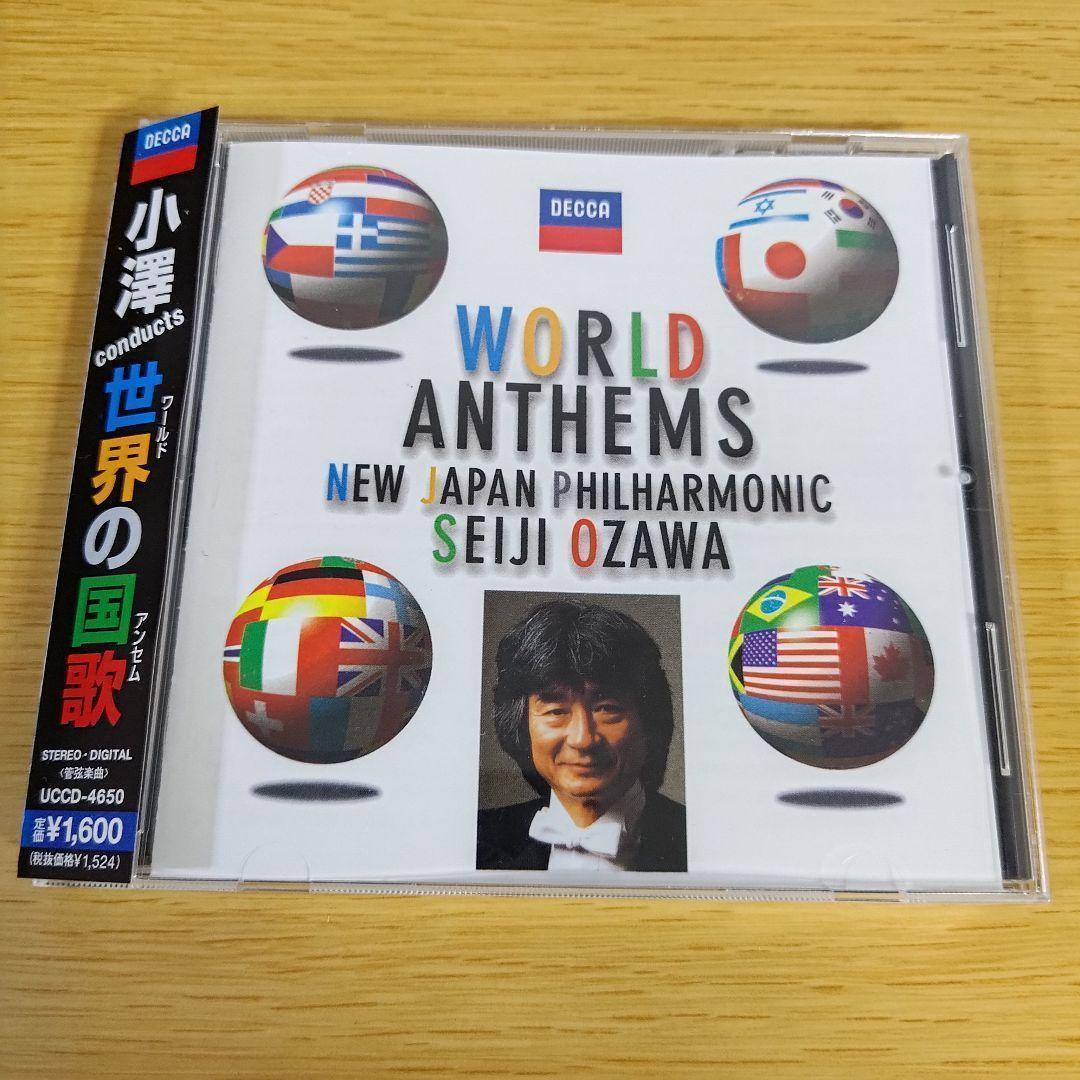 DECCA
小澤
conducts
世界の国歌
ワールド
アンセム
STEREO・DIGITAL
〈管弦楽曲〉
UCCD-4650
定価¥1,600
(税抜価格¥1,524)
DECCA
WORLD
ANTHEMS
NEW JAPAN PHILHARMONIC
SEIJI OZAWA